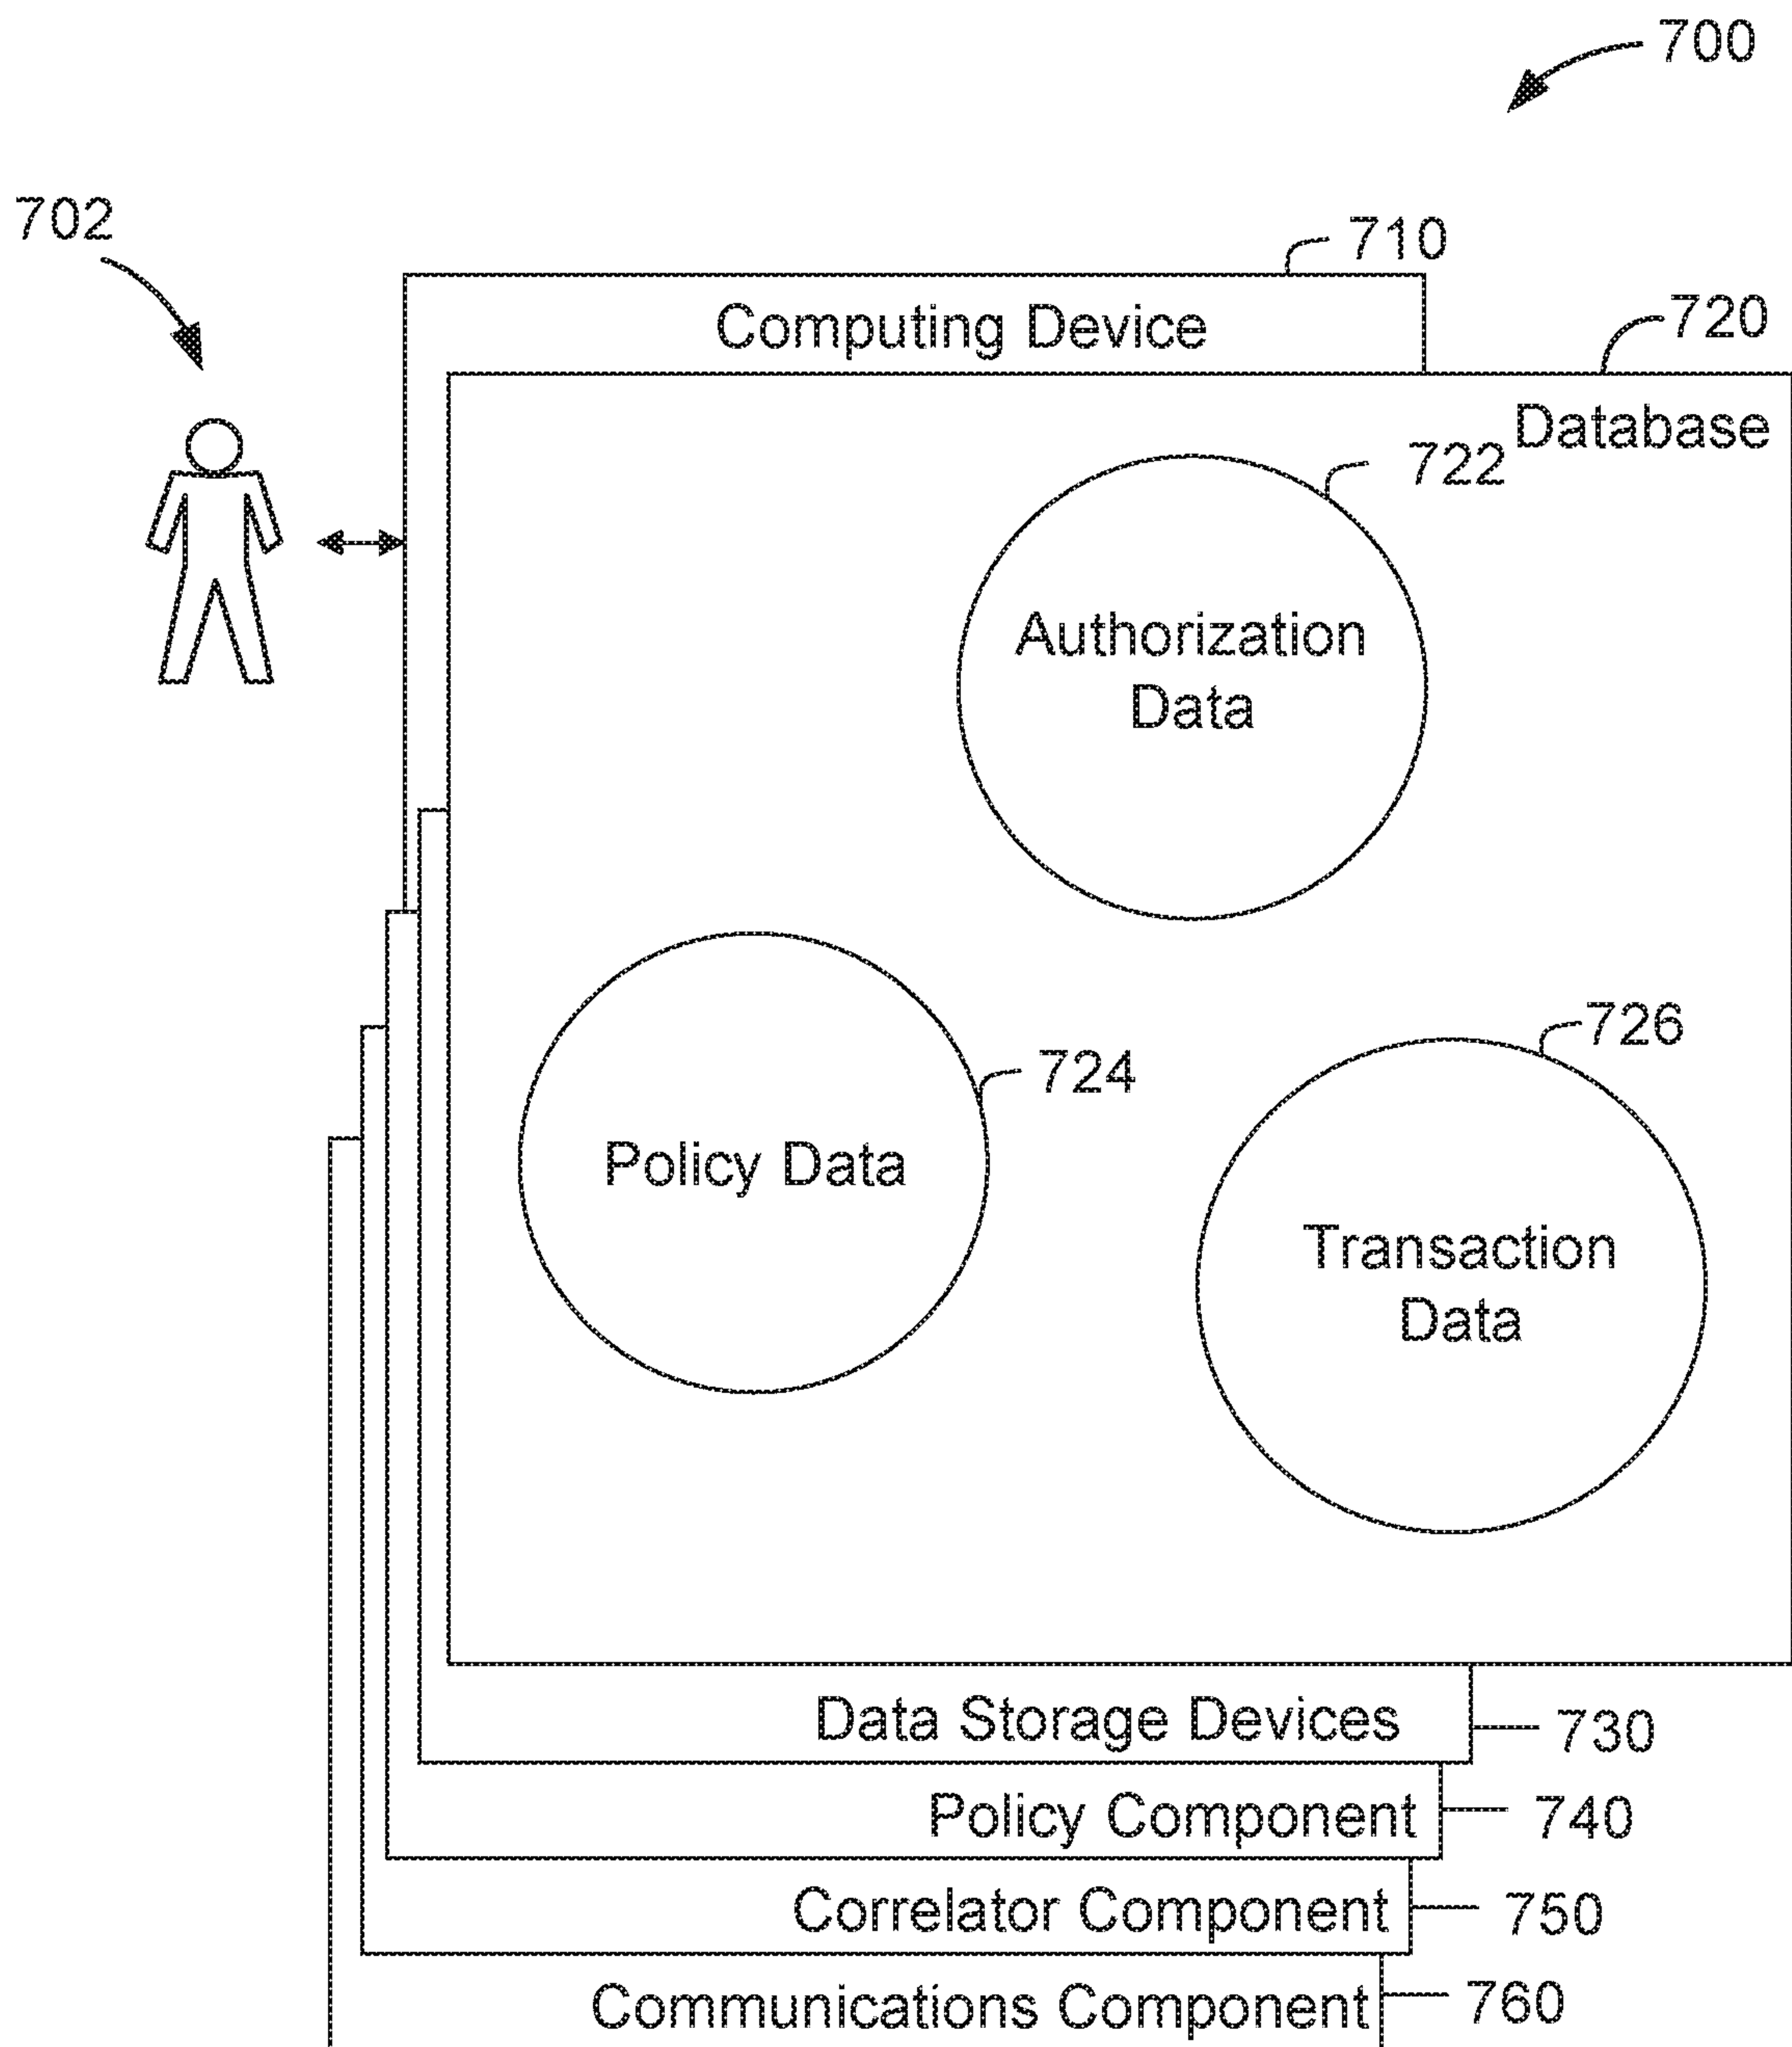 700
702
710
Computing Device
720
Database
722
Authorization
Data
726
724
Policy Data
Transaction
Data
Data Storage Devices
730
Policy Component
740
Correlator Component
750
Communications Component
760